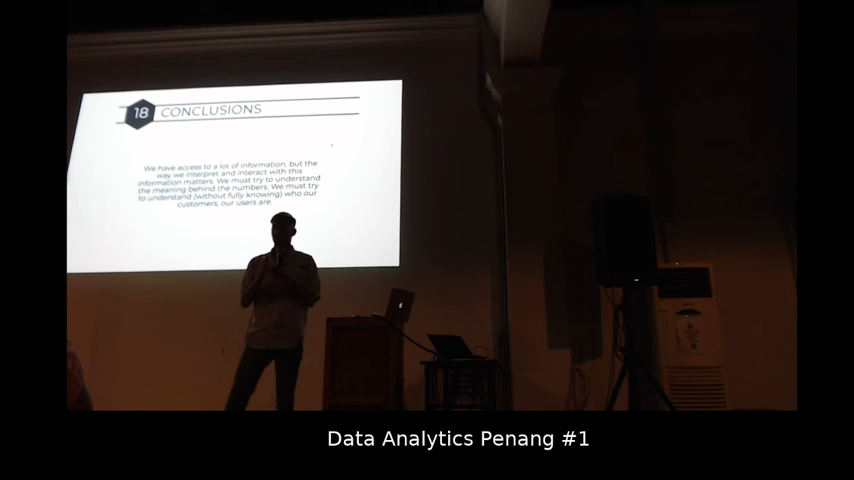 18 CONCLUSIONS
We have access to a lot of information, but the
way we interpret and interact with this
information matters. We must try to understand
the meaning behind the numbers. We must try
to understand (without fully knowing) who our
customers, our users are.
Data Analytics Penang #1